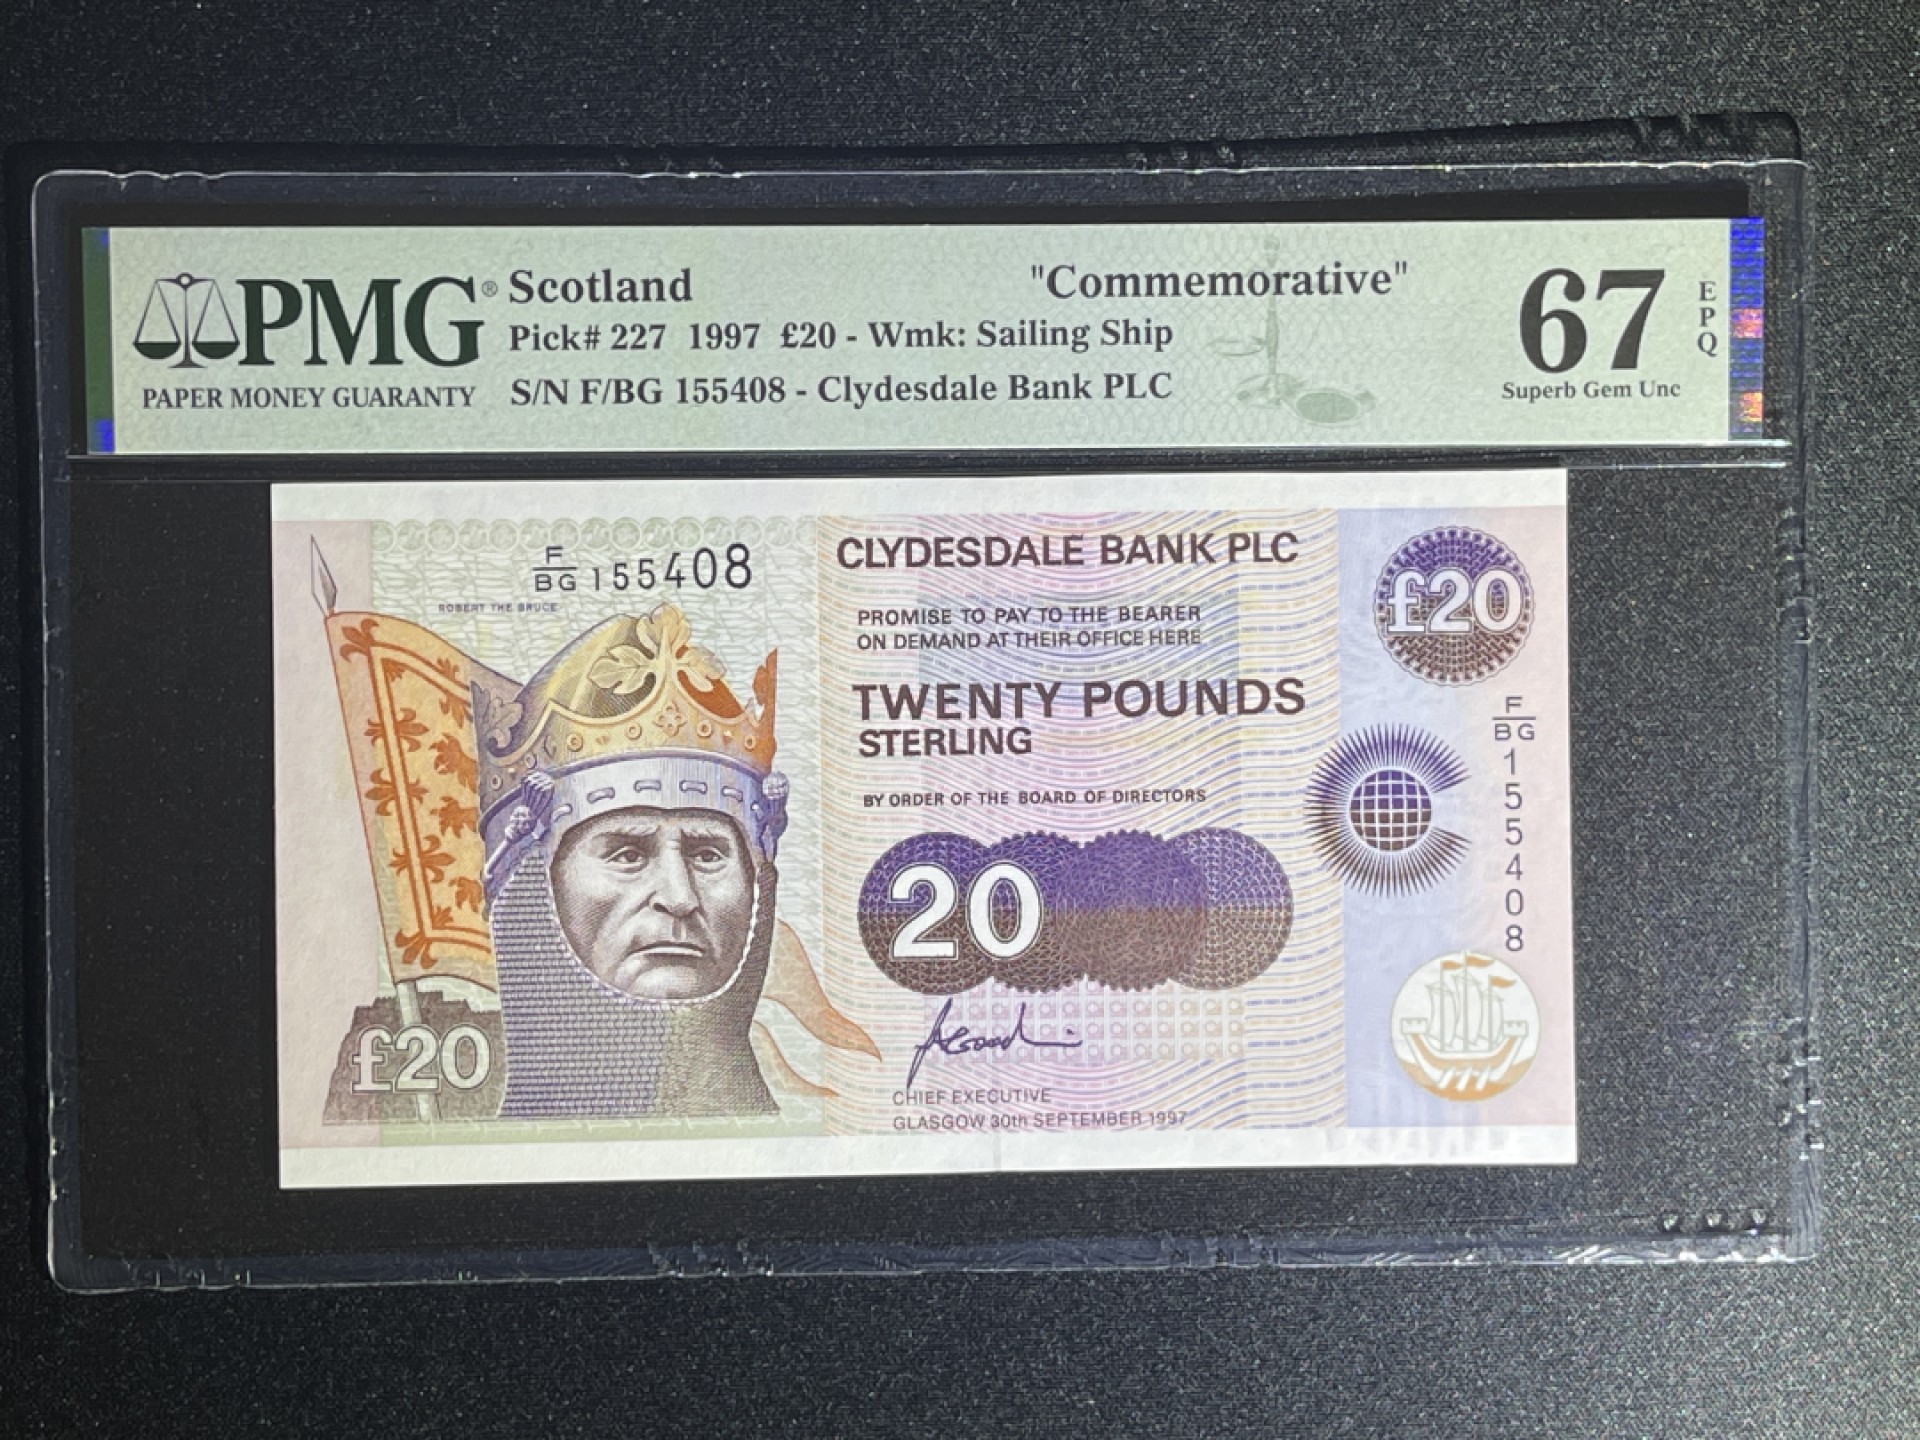 PMG®
PAPER MONEY GUARANTY
Scotland
"Commemorative"
Pick# 227 1997 £20 - Wmk: Sailing Ship
S/N F/BG 155408 - Clydesdale Bank PLC
67
EPQ
Superb Gem Unc
F
BG 155408
ROBERT THE BRUCE
£20
CLYDESDALE BANK PLC
PROMISE TO PAY TO THE BEARER
ON DEMAND AT THEIR OFFICE HERE
TWENTY POUNDS
STERLING
BY ORDER OF THE BOARD OF DIRECTORS
20
CHIEF EXECUTIVE
GLASGOW 30th SEPTEMBER 1997
£20
F
BG
155408